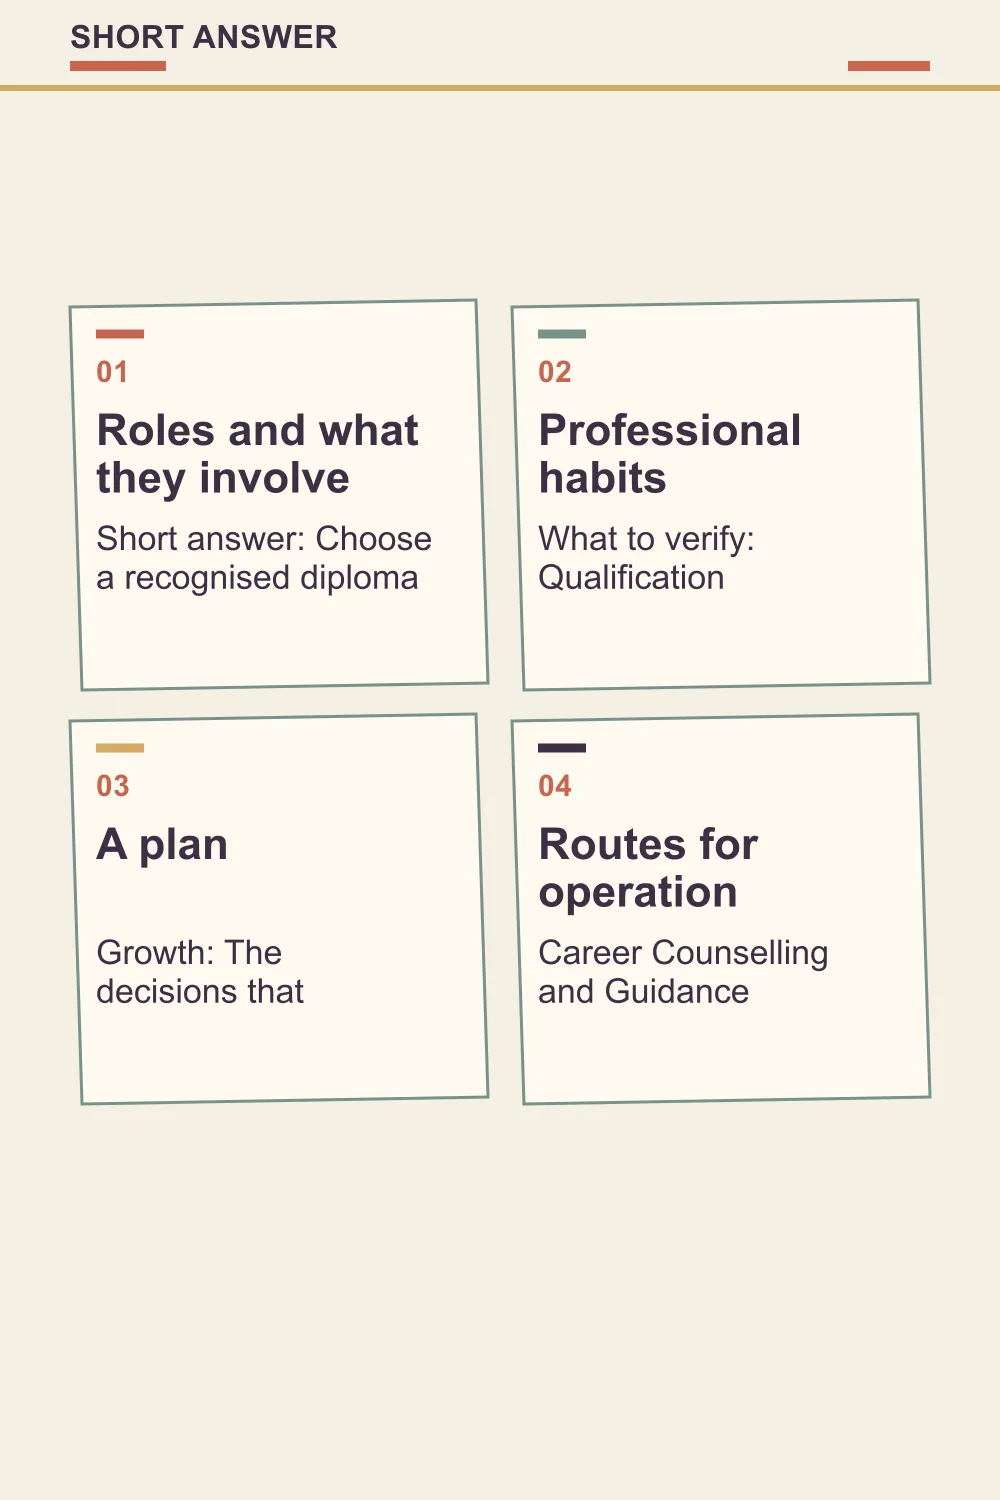 SHORT ANSWER
01
Roles and what
they involve
Short answer: Choose
a recognised diploma
02
Professional
habits
What to verify:
Qualification
03
A plan
Growth: The
decisions that
04
Routes for
operation
Career Counselling
and Guidance